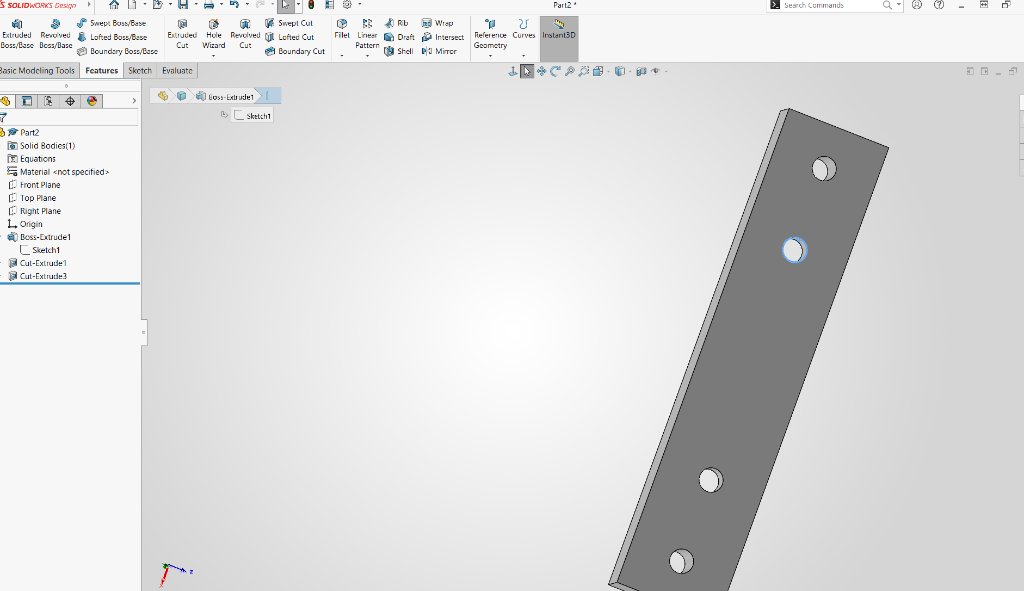 SOLIDWORKS Design
Part2 *
Search Commands
Extruded Boss/Base
Revolved Boss/Base
Swept Boss/Base
Lofted Boss/Base
Boundary Boss/Base
Extruded Cut
Hole Wizard
Revolved Cut
Swept Cut
Lofted Cut
Boundary Cut
Fillet
Linear Pattern
Rib
Draft
Shell
Wrap
Intersect
Mirror
Reference Geometry
Curves
Instant3D
Basic Modeling Tools
Features
Sketch
Evaluate
Boss-Extrude1
Sketch1
Part2
Solid Bodies(1)
Equations
Material <not specified>
Front Plane
Top Plane
Right Plane
Origin
Boss-Extrude1
Sketch1
Cut-Extrude1
Cut-Extrude3
z